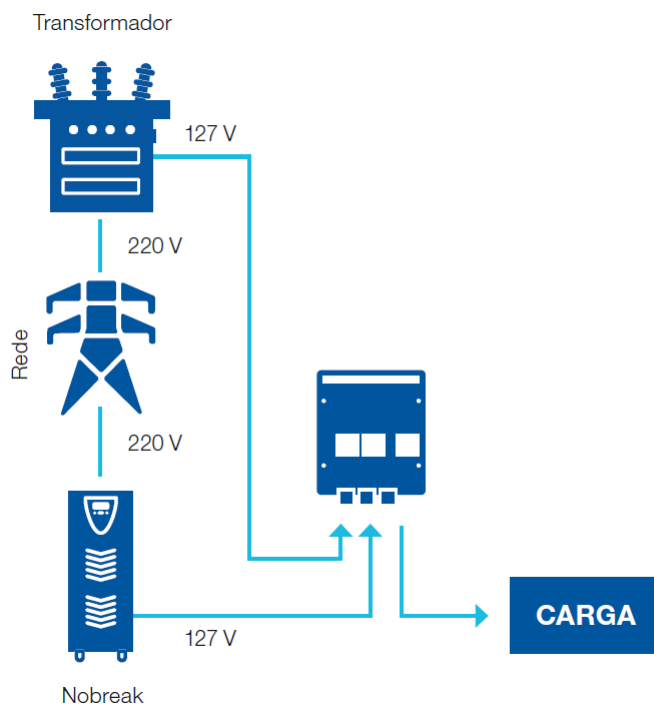 Transformador
127 V
220 V
Rede
220 V
CARGA
127 V
Nobreak